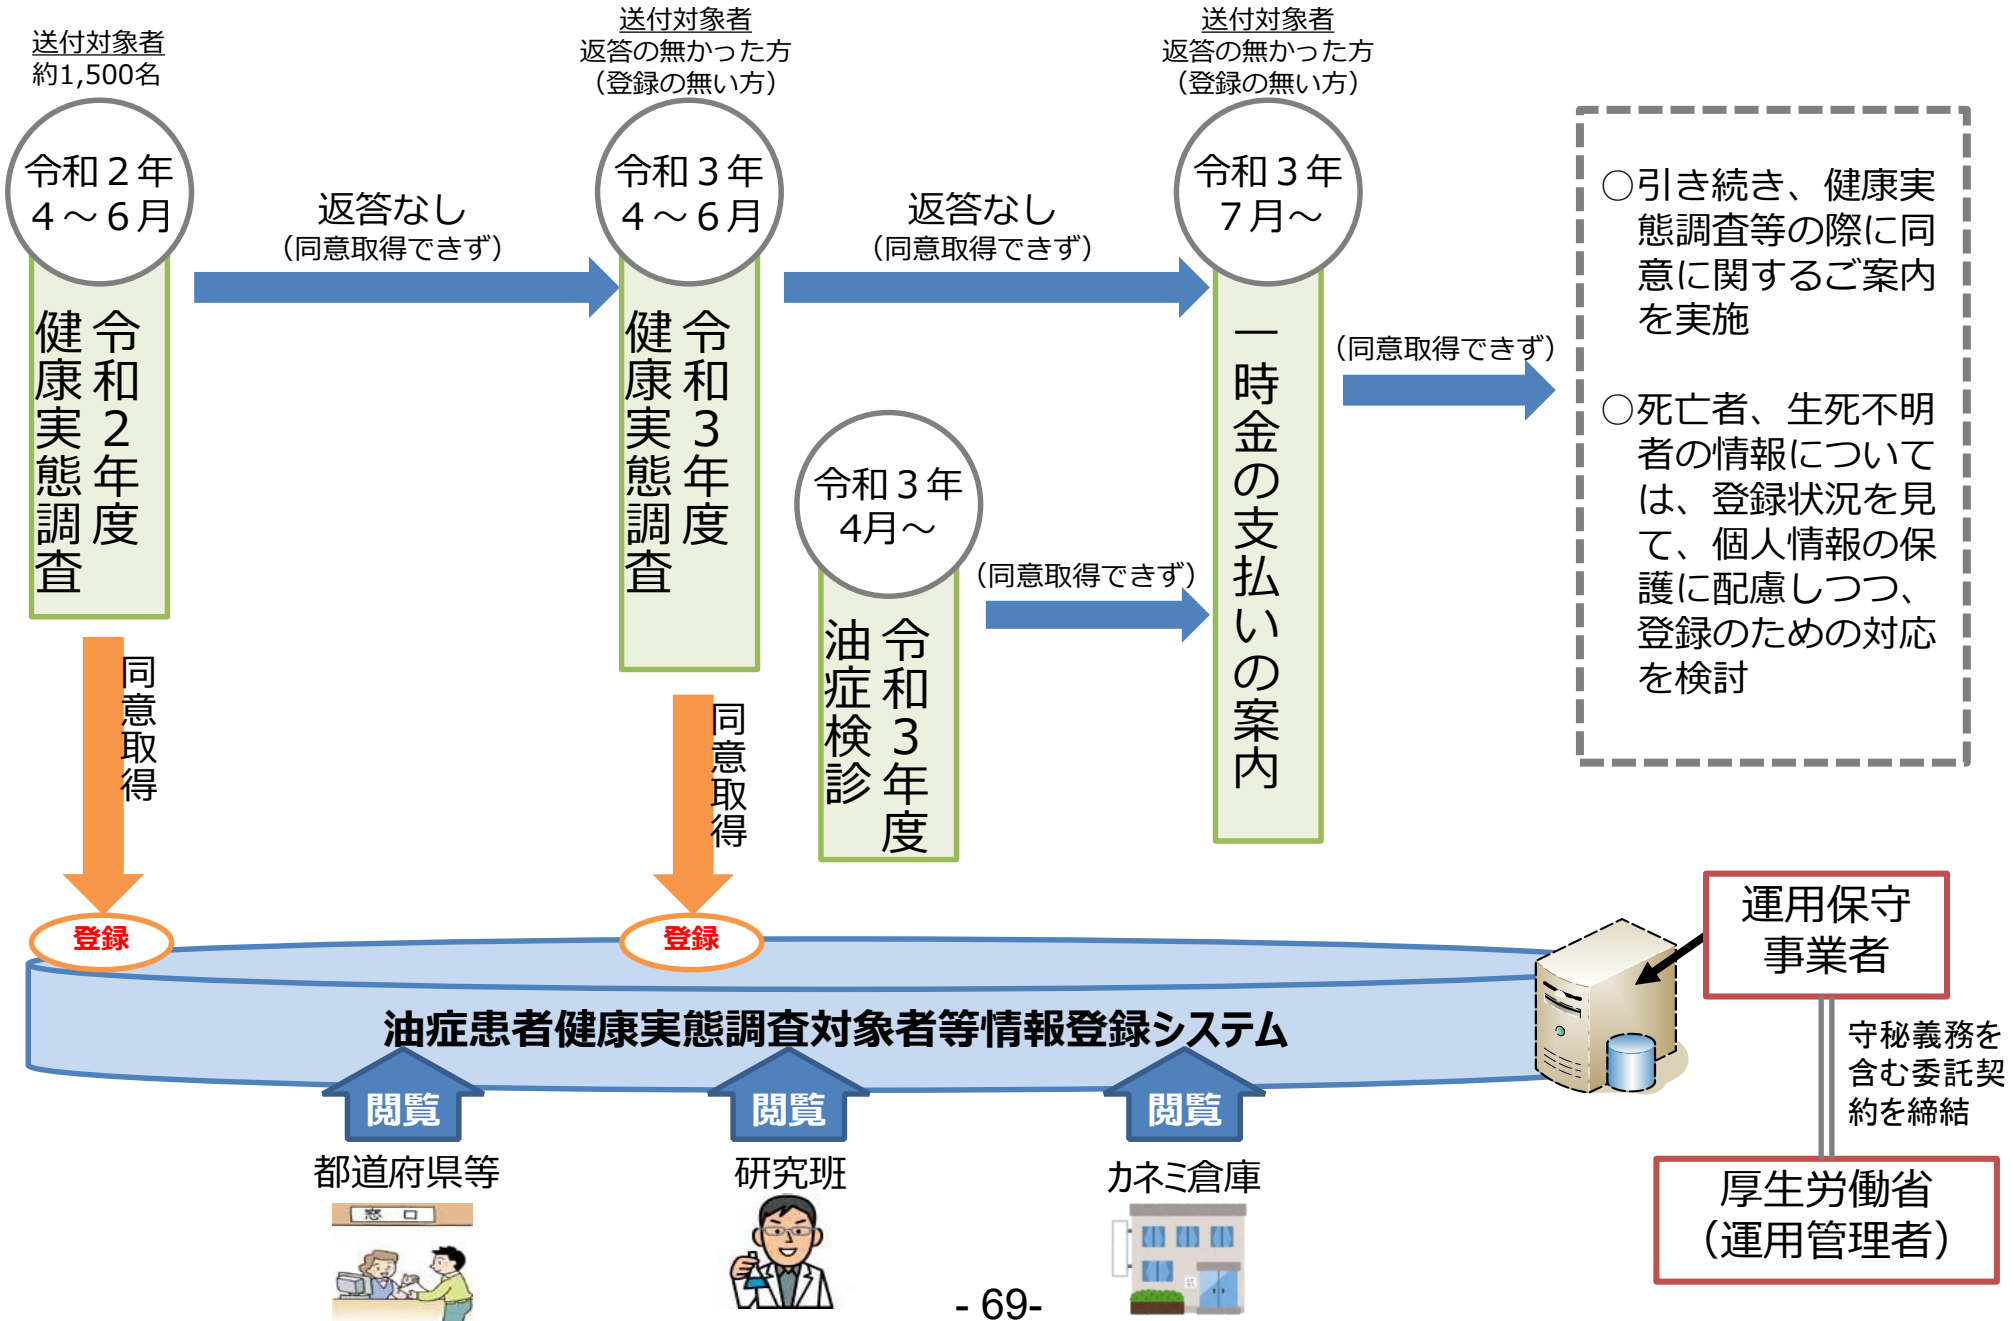 送付対象者
約1,500名
令和２年
４～６月
令和２年度
健康実態調査
返答なし
（同意取得できず）
同意取得
登録
送付対象者
返答の無かった方
（登録の無い方）
令和３年
４～６月
令和３年度
健康実態調査
返答なし
（同意取得できず）
同意取得
登録
令和３年
4月～
令和３年度
油症検診
（同意取得できず）
送付対象者
返答の無かった方
（登録の無い方）
令和３年
７月～
一時金の支払いの案内
（同意取得できず）
○引き続き、健康実
態調査等の際に同
意に関するご案内
を実施
○死亡者、生死不明
者の情報について
は、登録状況を見
て、個人情報の保
護に配慮しつつ、
登録のための対応
を検討
油症患者健康実態調査対象者等情報登録システム
運用保守
事業者
守秘義務を
含む委託契
約を締結
厚生労働省
（運用管理者）
閲覧
都道府県等
窓口
閲覧
研究班
閲覧
カネミ倉庫
- 69-